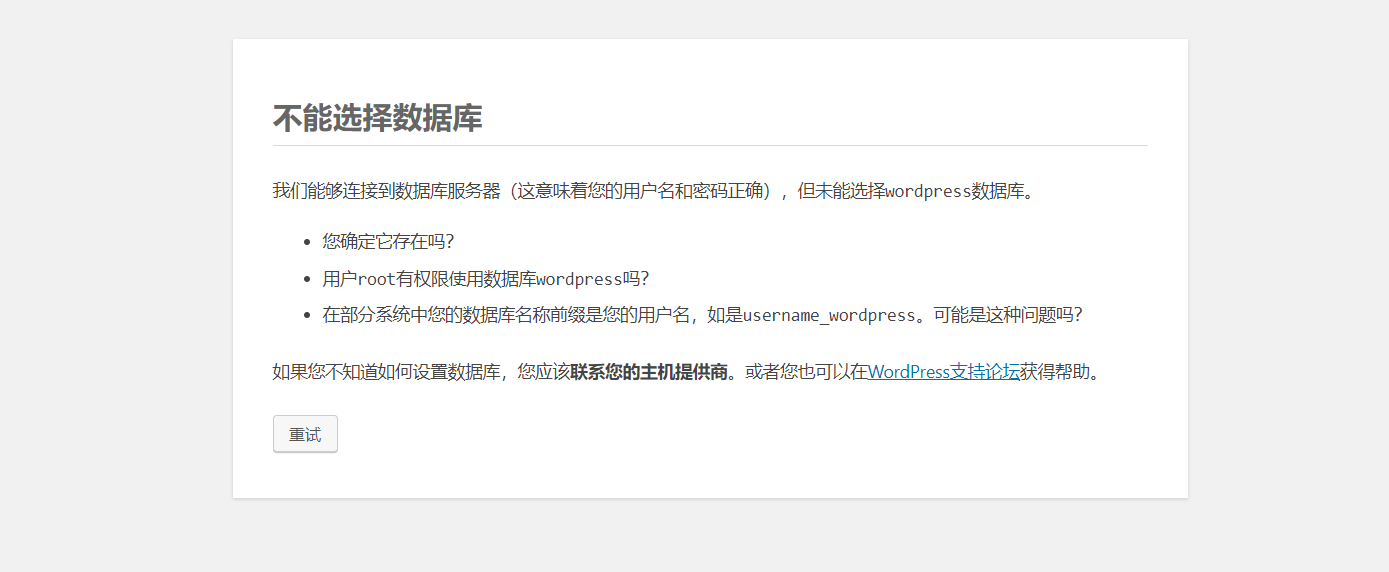 不能选择数据库
我们能够连接到数据库服务器（这意味着您的用户名和密码正确），但未能选择wordpress数据库。
您确定它存在吗？
用户root有权限使用数据库wordpress吗？
在部分系统中您的数据库名称前缀是您的用户名，如是username_wordpress。可能是这种问题吗？
如果您不知道如何设置数据库，您应该联系您的主机提供商。或者您也可以在WordPress支持论坛获得帮助。
重试